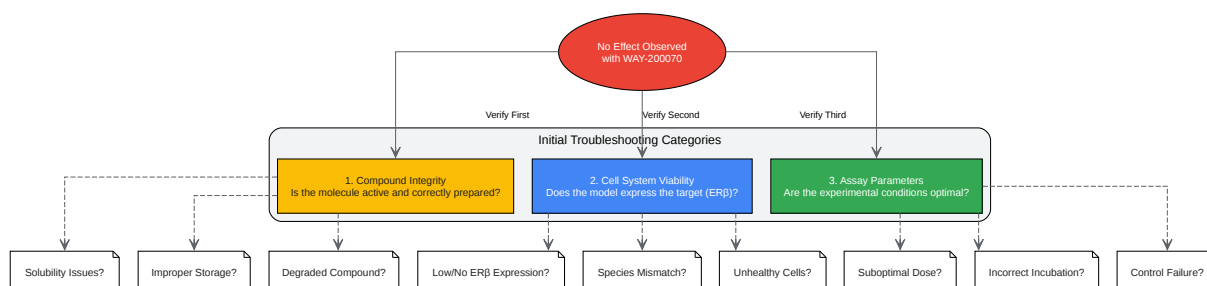 No Effect Observed
with WAY-200070
Verify First
Verify Second
Verify Third
Initial Troubleshooting Categories
1. Compound Integrity
Is the molecule active and correctly prepared?
2. Cell System Viability
Does the model express the target (ERβ)?
3. Assay Parameters
Are the experimental conditions optimal?
Solubility Issues?
Improper Storage?
Degraded Compound?
Low/No ERβ Expression?
Species Mismatch?
Unhealthy Cells?
Suboptimal Dose?
Incorrect Incubation?
Control Failure?